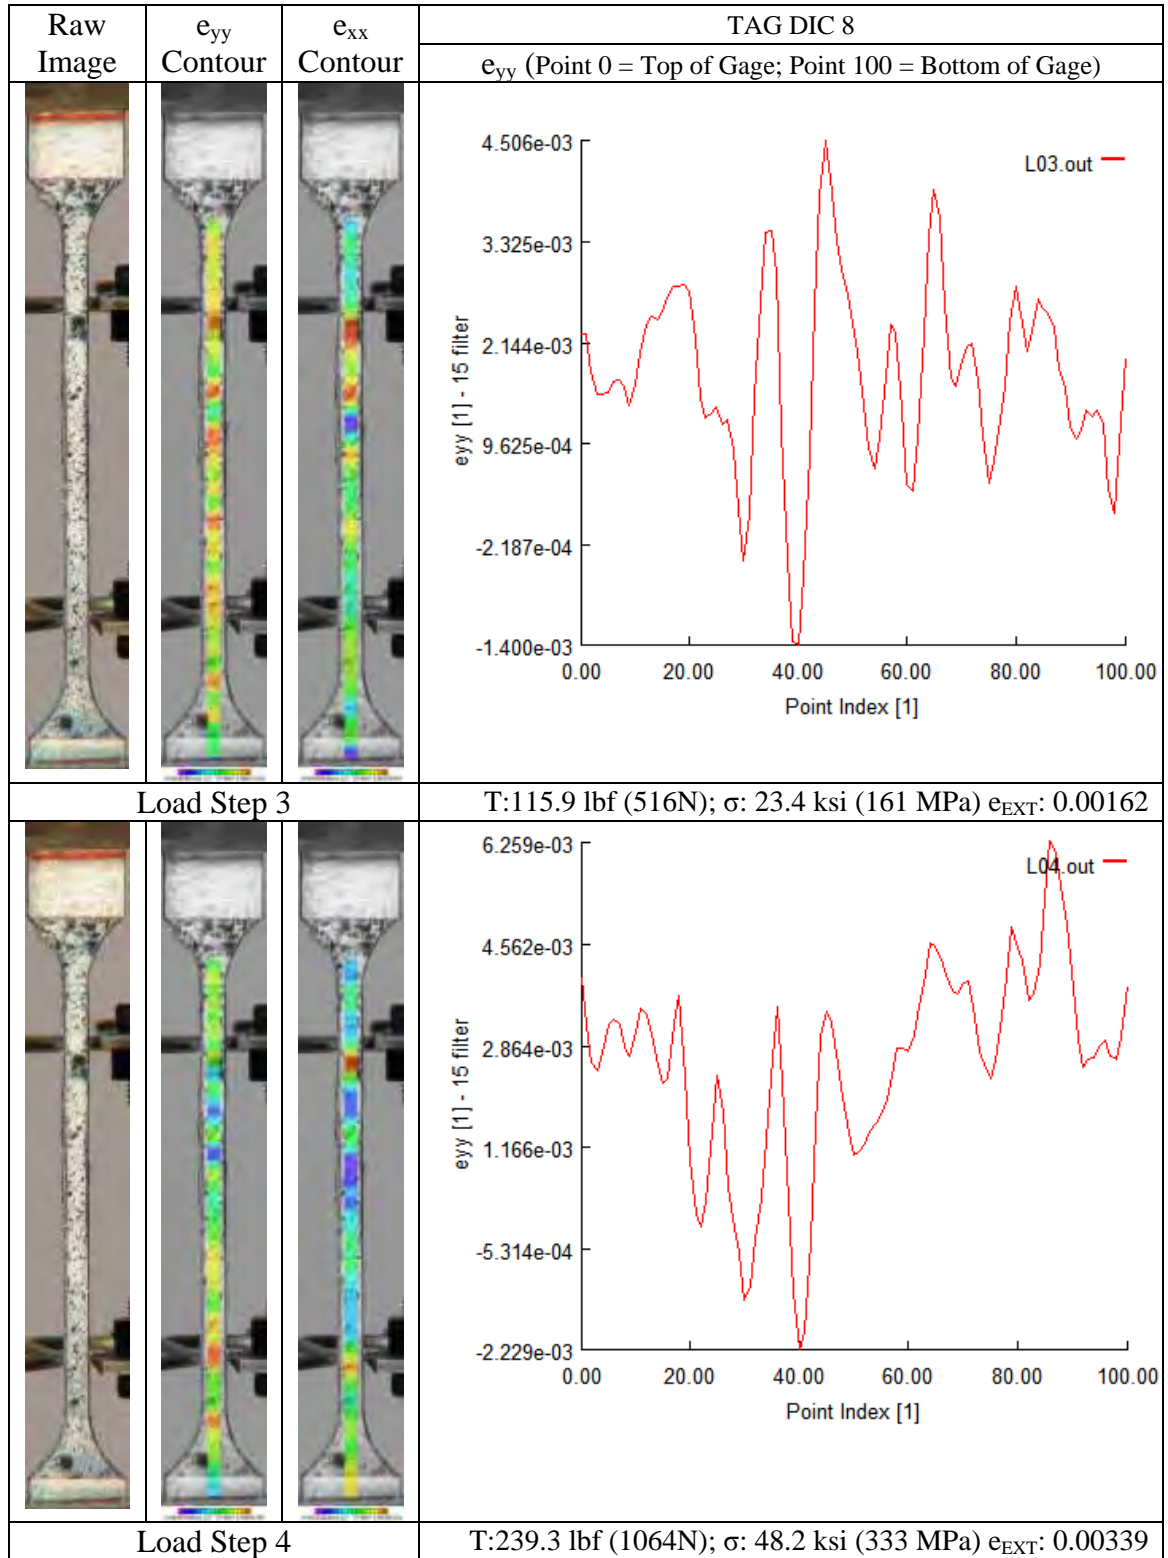 Raw Image
e_yy Contour
e_xx Contour
TAG DIC 8
e_yy (Point 0 = Top of Gage; Point 100 = Bottom of Gage)
4.506e-03
3.325e-03
2.144e-03
9.625e-04
-2.187e-04
-1.400e-03
eyy [1] - 15 filter
L03.out
0.00 20.00 40.00 60.00 80.00 100.00
Point Index [1]
Load Step 3
T:115.9 lbf (516N); σ: 23.4 ksi (161 MPa) e_EXT: 0.00162
6.259e-03
4.562e-03
2.864e-03
1.166e-03
-5.314e-04
-2.229e-03
eyy [1] - 15 filter
L04.out
0.00 20.00 40.00 60.00 80.00 100.00
Point Index [1]
Load Step 4
T:239.3 lbf (1064N); σ: 48.2 ksi (333 MPa) e_EXT: 0.00339